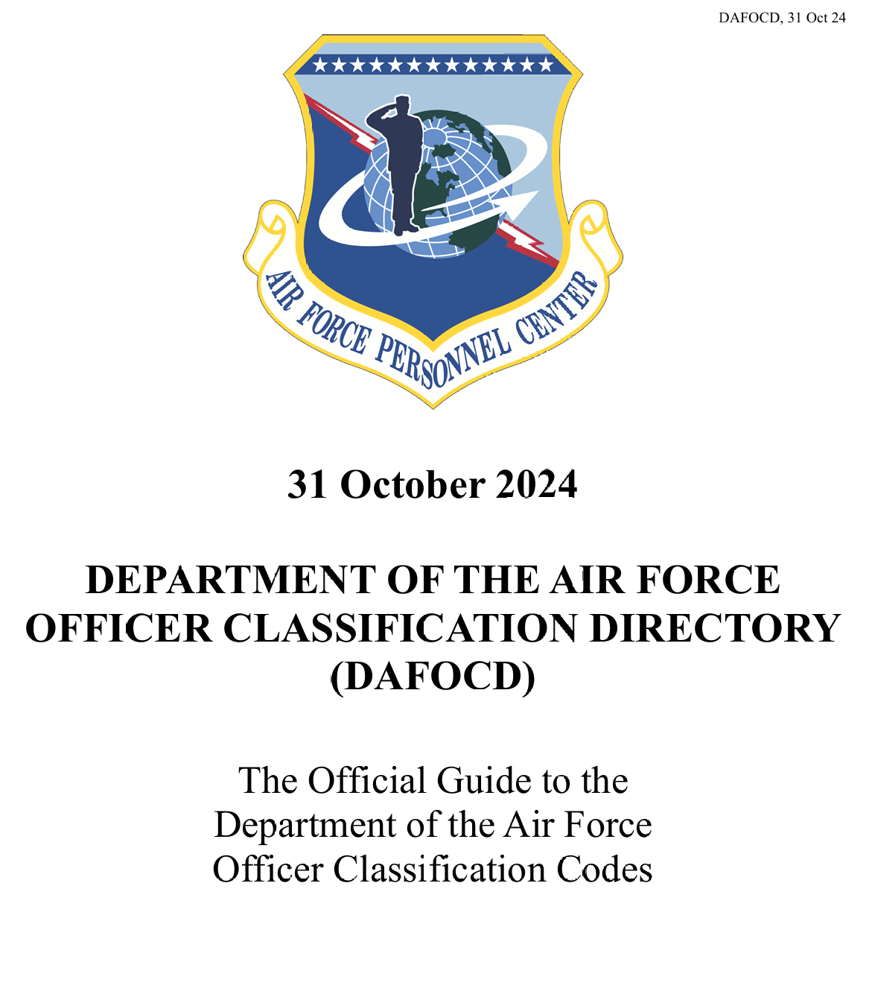 DAFOCD, 31 Oct 24
AIR FORCE PERSONNEL CENTER
31 October 2024
DEPARTMENT OF THE AIR FORCE
OFFICER CLASSIFICATION DIRECTORY
(DAFOCD)
The Official Guide to the
Department of the Air Force
Officer Classification Codes